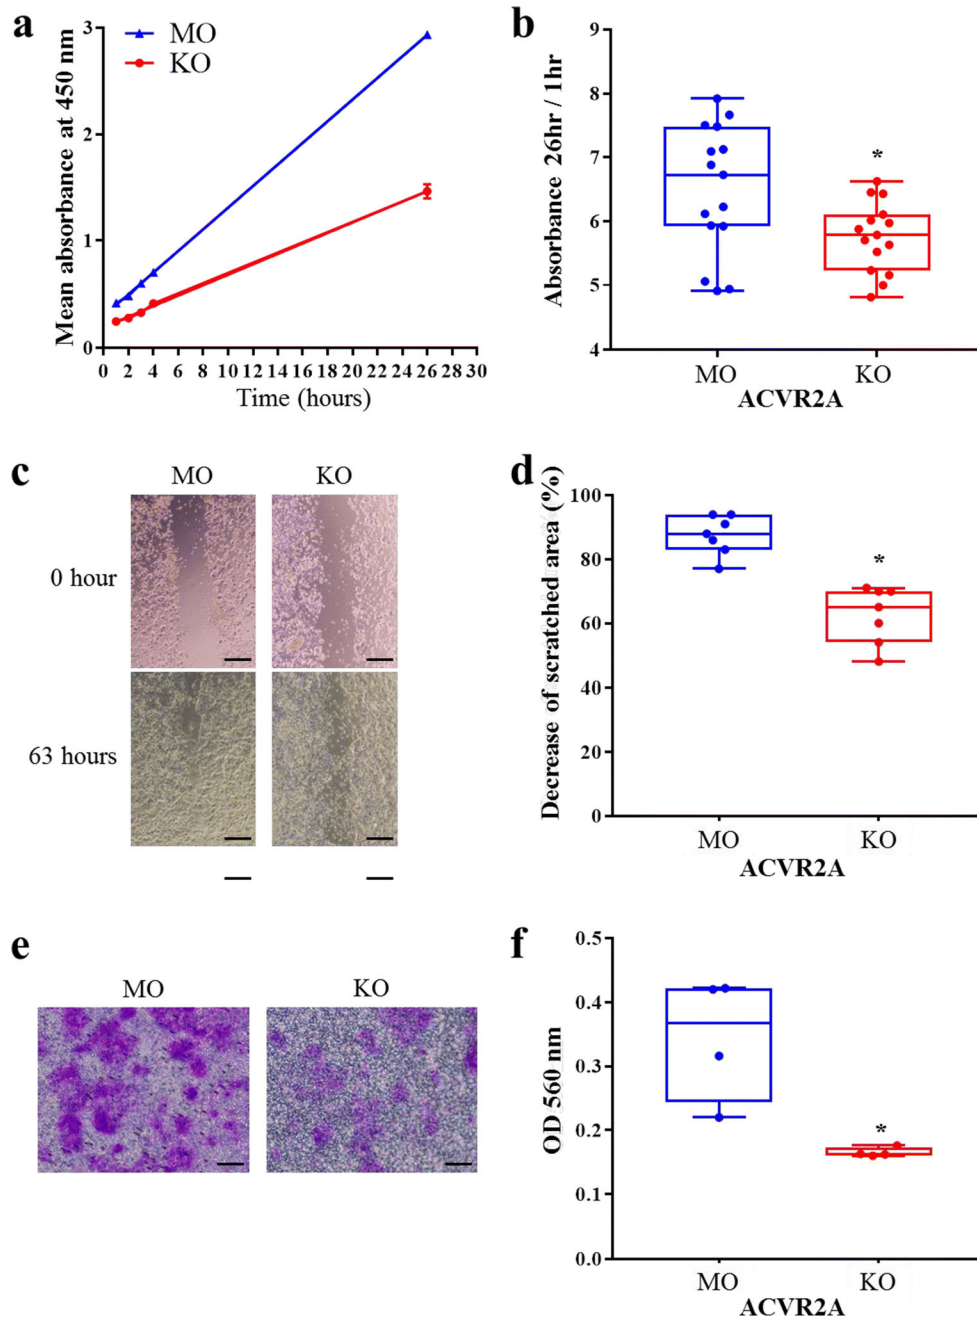 a
MO
KO
Mean absorbance at 450 nm
3
2
1
0
0 2 4 6 8 10 12 14 16 18 20 22 24 26 28 30
Time (hours)
b
Absorbance 26hr / 1hr
9
8
7
6
5
4
*
MO KO
ACVR2A
c
MO KO
0 hour
63 hours
d
Decrease of scratched area (%)
100
80
60
40
20
0
*
MO KO
ACVR2A
e
MO KO
f
OD 560 nm
0.5
0.4
0.3
0.2
0.1
0.0
*
MO KO
ACVR2A